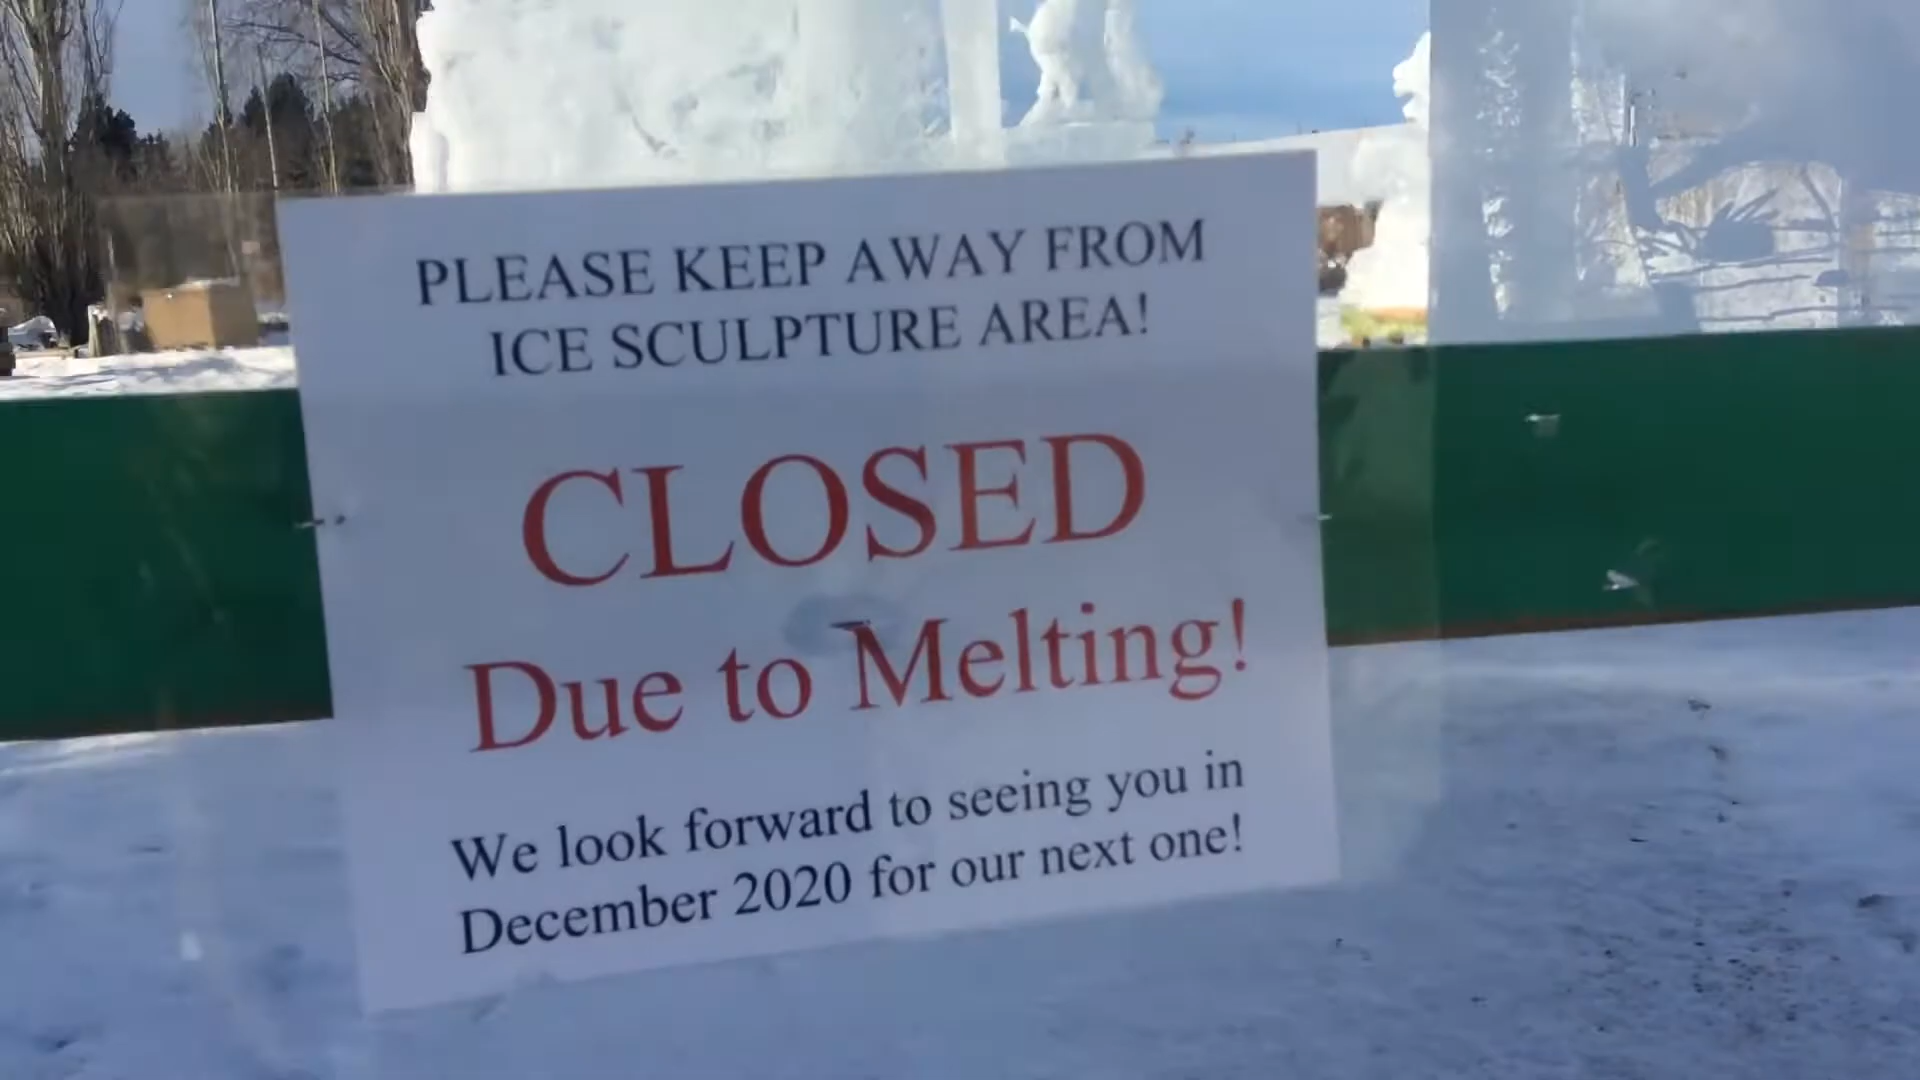 PLEASE KEEP AWAY FROM
ICE SCULPTURE AREA!
CLOSED
Due to Melting!
We look forward to seeing you in
December 2020 for our next one!